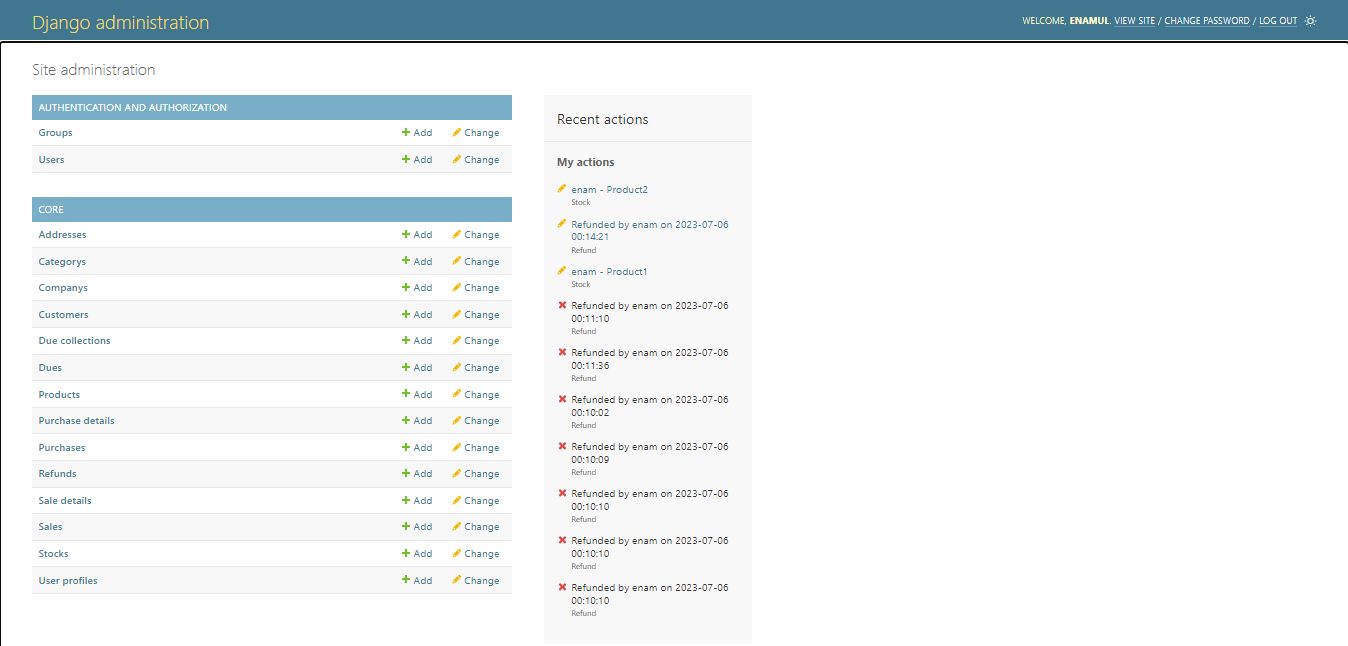 Django administration
WELCOME, ENAMUL. VIEW SITE / CHANGE PASSWORD / LOG OUT
Site administration
AUTHENTICATION AND AUTHORIZATION
Groups Add Change
Users Add Change
CORE
Addresses Add Change
Categorys Add Change
Companys Add Change
Customers Add Change
Due collections Add Change
Dues Add Change
Products Add Change
Purchase details Add Change
Purchases Add Change
Refunds Add Change
Sale details Add Change
Sales Add Change
Stocks Add Change
User profiles Add Change
Recent actions
My actions
enam - Product2
Stock
Refunded by enam on 2023-07-06
00:14:21
Refund
enam - Product1
Stock
Refunded by enam on 2023-07-06
00:11:10
Refund
Refunded by enam on 2023-07-06
00:11:36
Refund
Refunded by enam on 2023-07-06
00:10:02
Refund
Refunded by enam on 2023-07-06
00:10:09
Refund
Refunded by enam on 2023-07-06
00:10:10
Refund
Refunded by enam on 2023-07-06
00:10:10
Refund
Refunded by enam on 2023-07-06
00:10:10
Refund